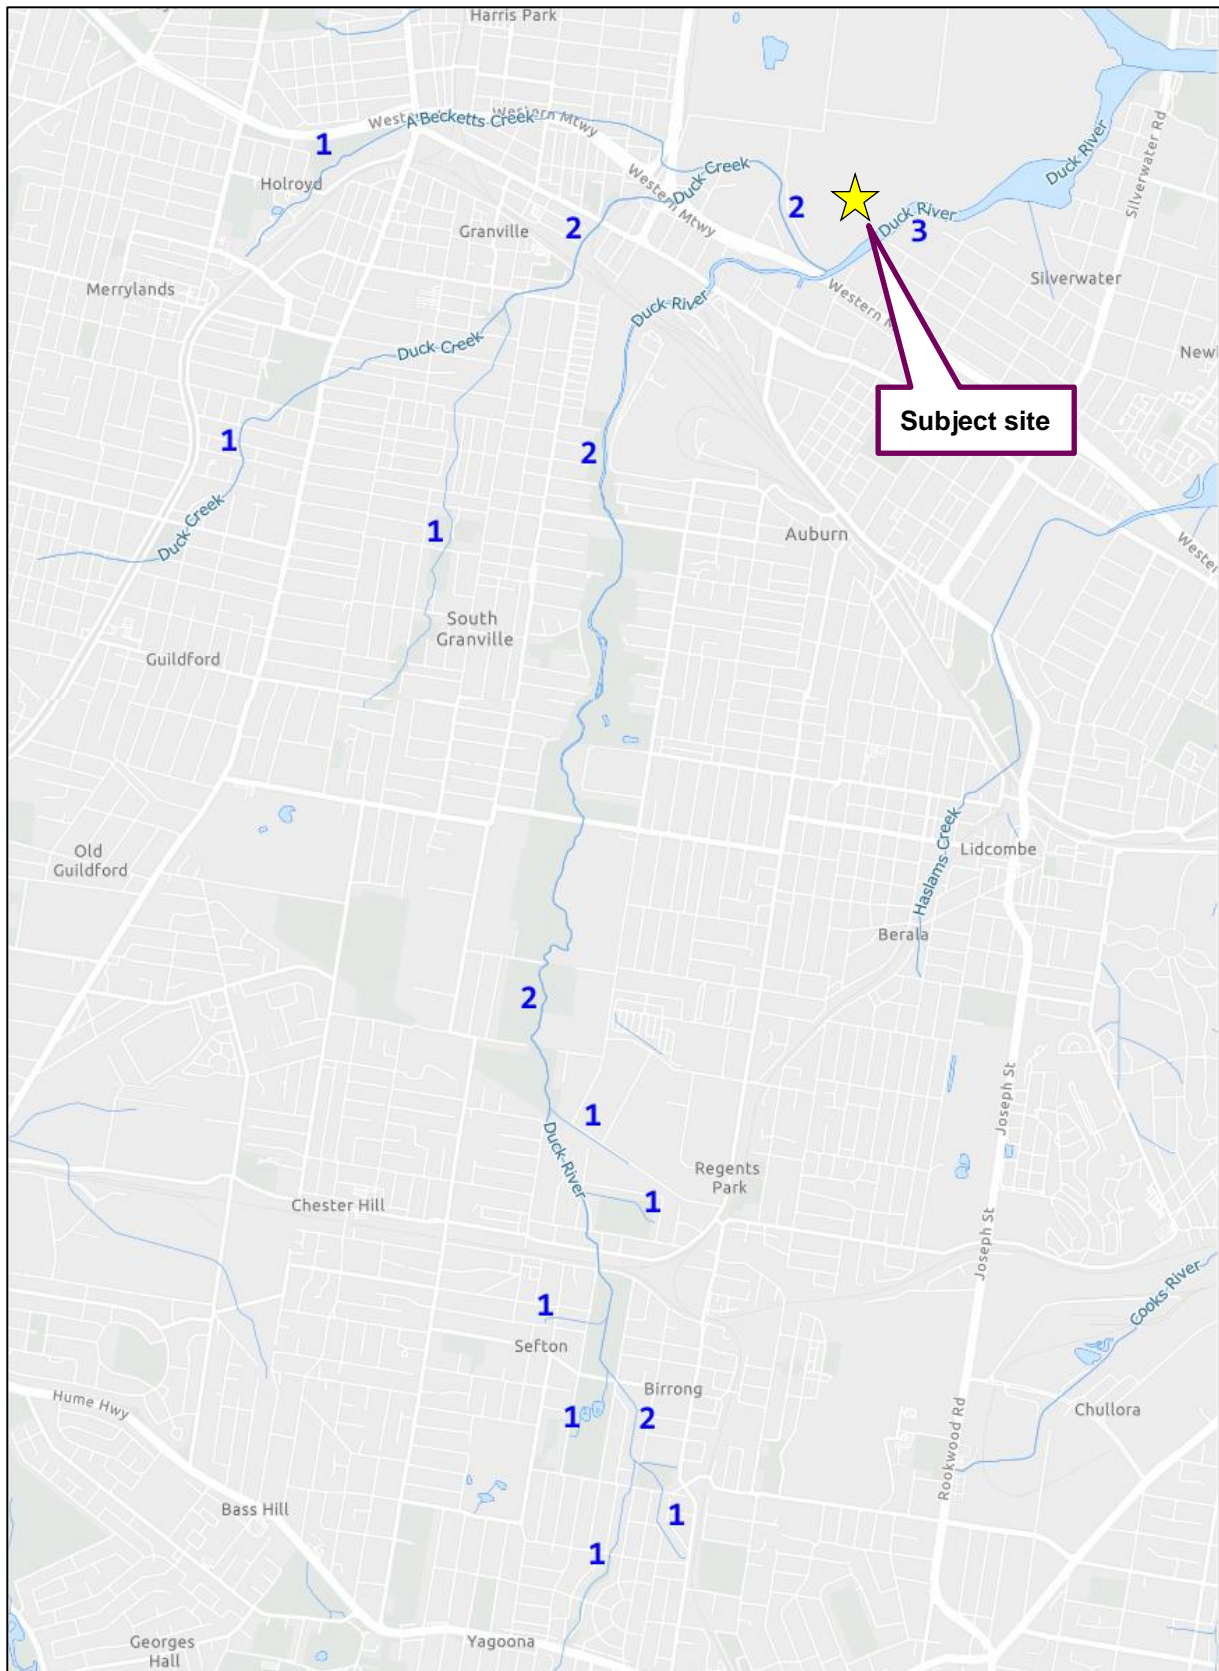 Harris Park
Western Mtwy
A'Becketts Creek
1
Holroyd
Duck Creek
Western Mtwy
Duck River
Silverwater Rd
2
2
Granville
Duck River
3
Silverwater
Merrylands
Duck River
Western M
Duck Creek
Newi
Subject site
1
2
Duck Creek
1
Auburn
Wester
South
Granville
Guildford
Old
Guildford
Haslams Creek
Lidcombe
Berala
2
1
Joseph St
Duck River
Regents
Park
1
Chester Hill
Joseph St
Cooks River
1
Sefton
Birrong
Hume Hwy
1
2
Chullora
Rookwood Rd
Bass Hill
1
1
Georges
Hall
Yagoona